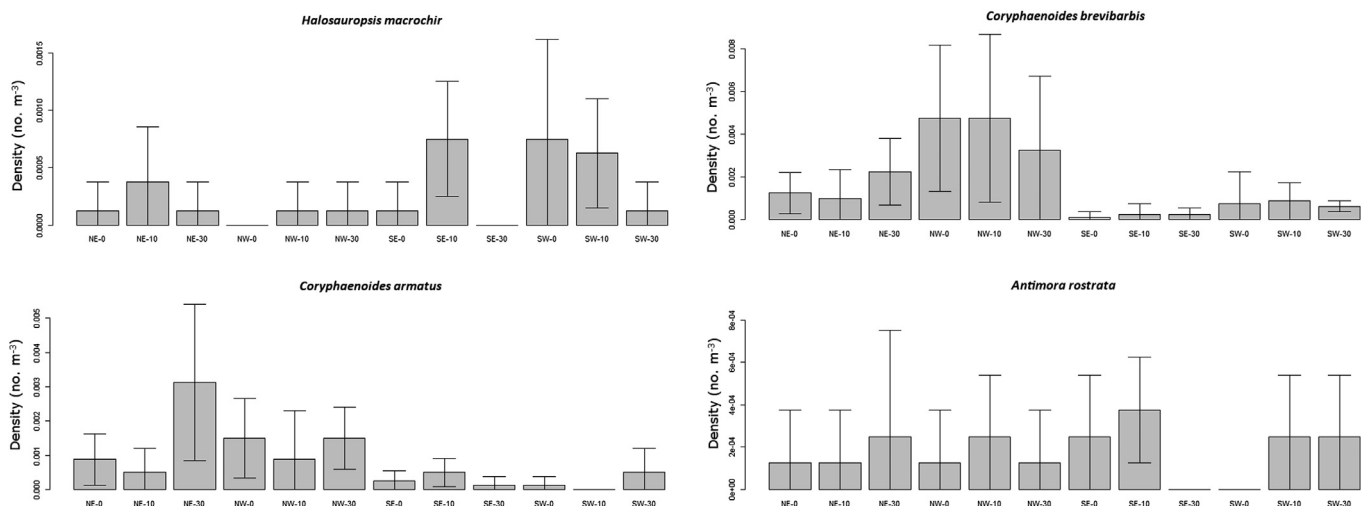 Halosauropsis macrochir
Density (no. m-3)
0.0015
0.0010
0.0005
0.0000
NE-0 NE-10 NE-30 NW-0 NW-10 NW-30 SE-0 SE-10 SE-30 SW-0 SW-10 SW-30
Coryphaenoides brevibarbis
Density (no. m-3)
0.008
0.006
0.004
0.002
0.000
NE-0 NE-10 NE-30 NW-0 NW-10 NW-30 SE-0 SE-10 SE-30 SW-0 SW-10 SW-30
Coryphaenoides armatus
Density (no. m-3)
0.005
0.004
0.003
0.002
0.001
0.000
NE-0 NE-10 NE-30 NW-0 NW-10 NW-30 SE-0 SE-10 SE-30 SW-0 SW-10 SW-30
Antimora rostrata
Density (no. m-3)
8e-04
6e-04
4e-04
2e-04
0e+00
NE-0 NE-10 NE-30 NW-0 NW-10 NW-30 SE-0 SE-10 SE-30 SW-0 SW-10 SW-30